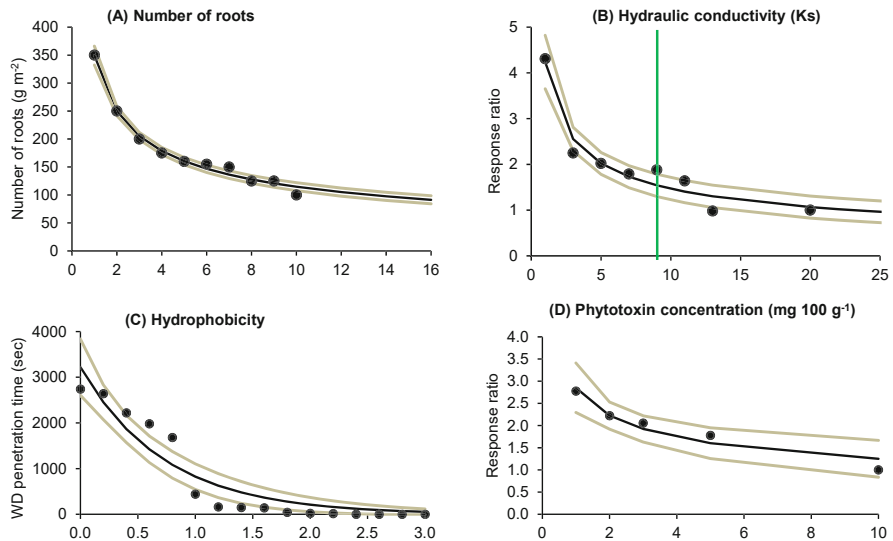 (A) Number of roots
Number of roots (g m-2)
400
350
300
250
200
150
100
50
0
0 2 4 6 8 10 12 14 16
(B) Hydraulic conductivity (Ks)
Response ratio
5
4
3
2
1
0
0 5 10 15 20 25
(C) Hydrophobicity
WD penetration time (sec)
4000
3000
2000
1000
0
0.0 0.5 1.0 1.5 2.0 2.5 3.0
(D) Phytotoxin concentration (mg 100 g-1)
Response ratio
4.0
3.5
3.0
2.5
2.0
1.5
1.0
0.5
0.0
0 2 4 6 8 10